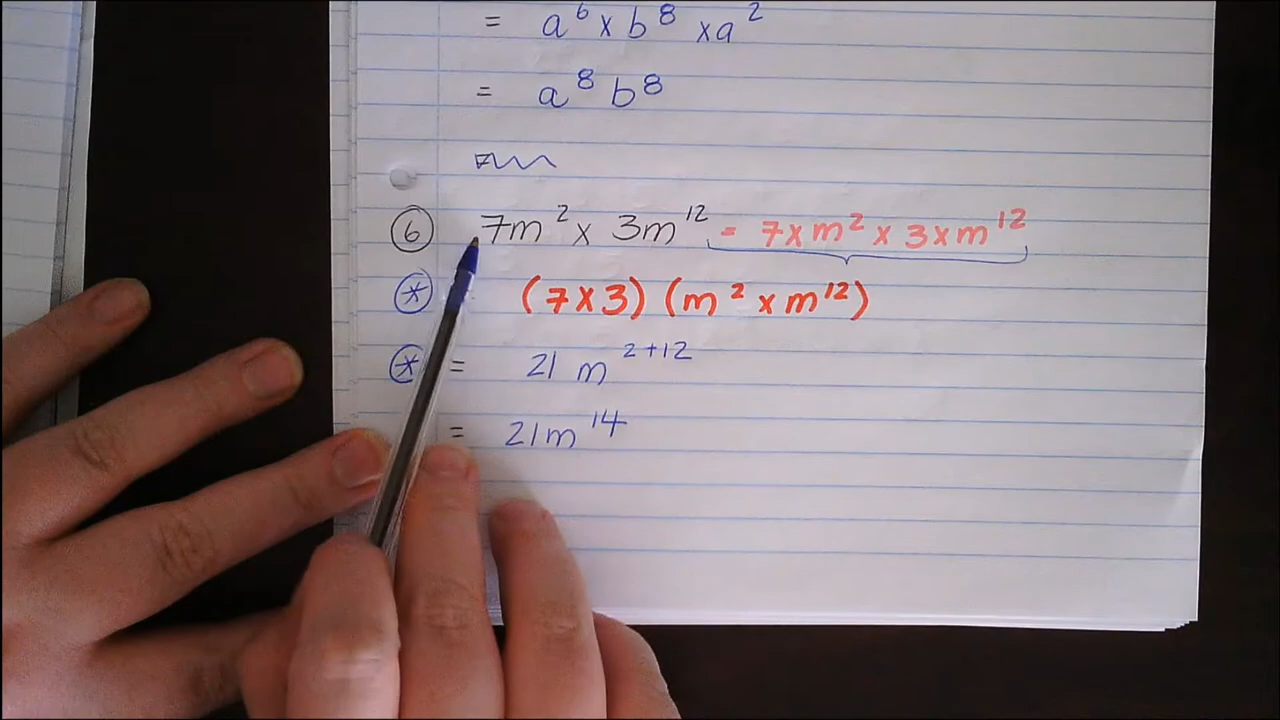 = a⁶ x b⁸ x a²
= a⁸ b⁸
⑥ 7m² x 3m¹² = 7 x m² x 3 x m¹²
(7 x 3) (m² x m¹²)
= 21 m²⁺¹²
= 21m¹⁴